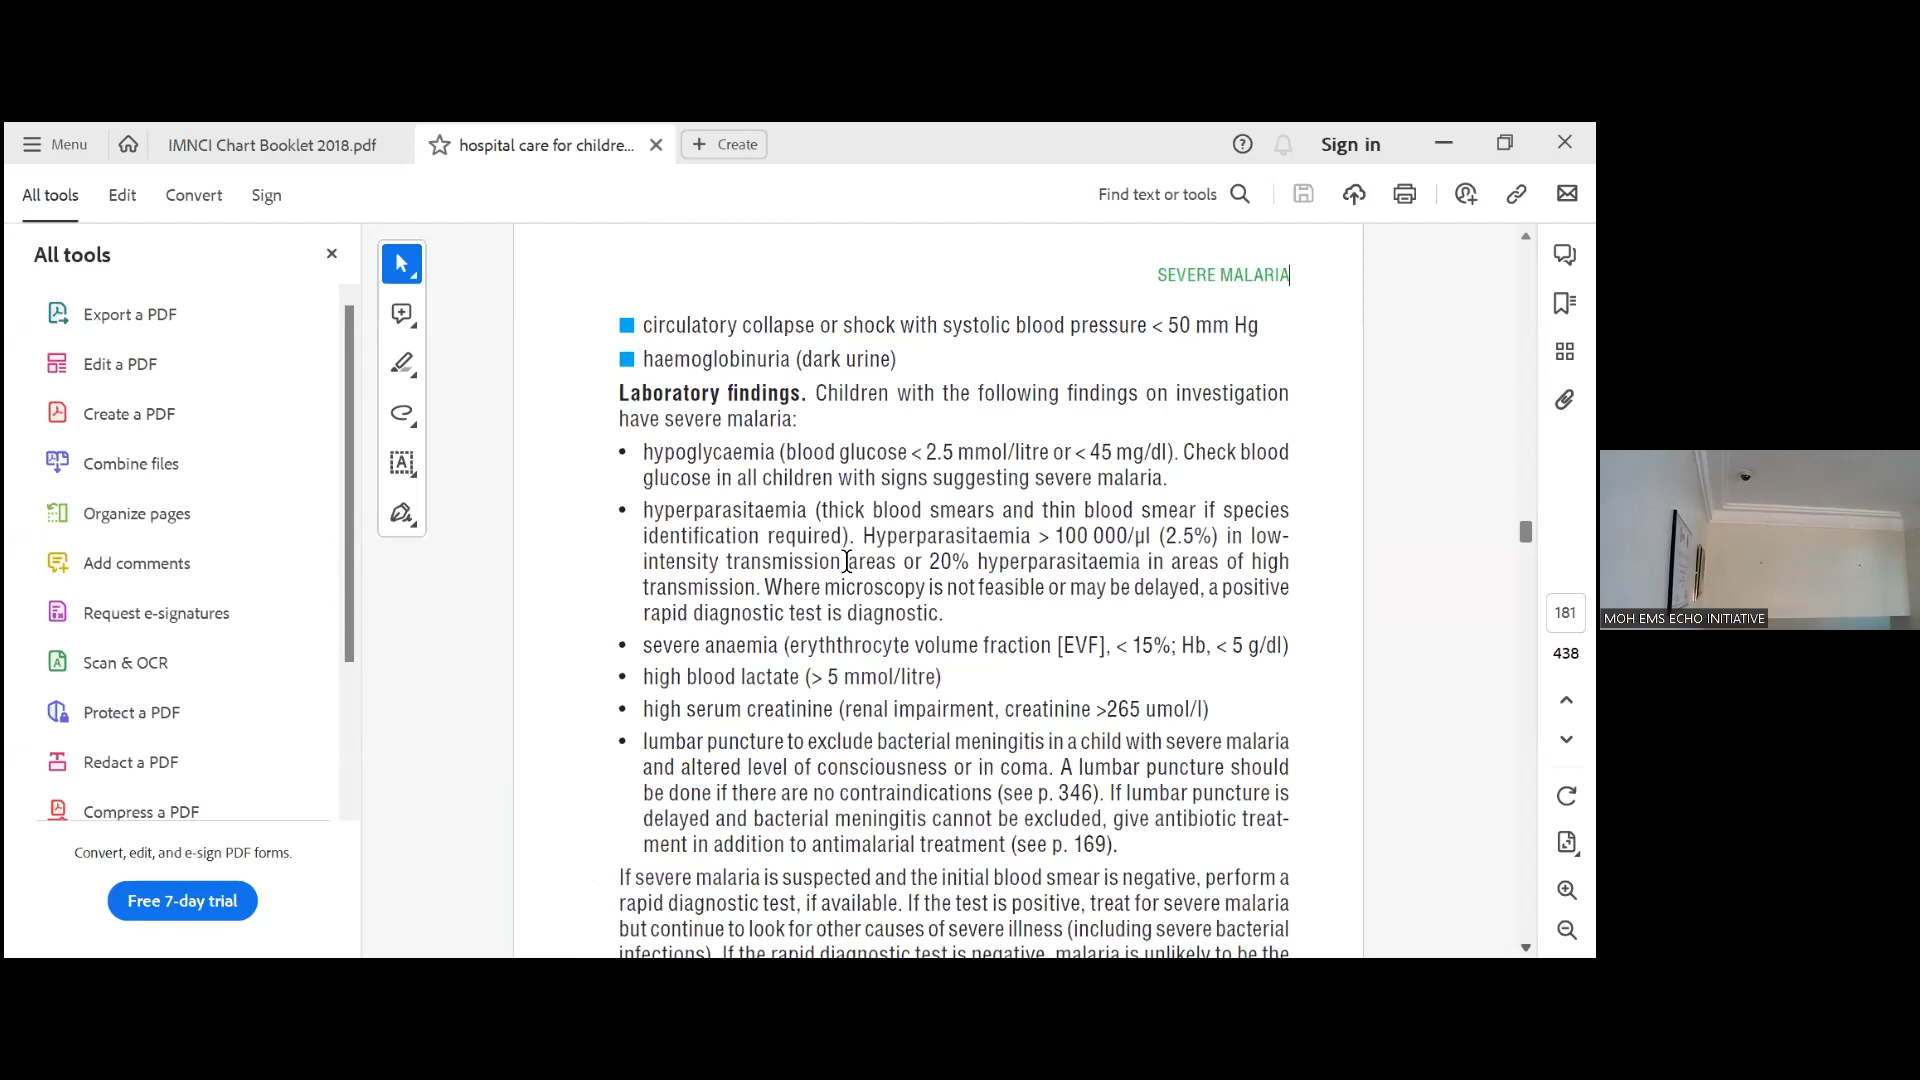 Menu
IMNCI Chart Booklet 2018.pdf
hospital care for childre...
Create
Sign in
All tools
Edit
Convert
Sign
Find text or tools
All tools
Export a PDF
Edit a PDF
Create a PDF
Combine files
Organize pages
Add comments
Request e-signatures
Scan & OCR
Protect a PDF
Redact a PDF
Compress a PDF
Convert, edit, and e-sign PDF forms.
Free 7-day trial
SEVERE MALARIA
circulatory collapse or shock with systolic blood pressure < 50 mm Hg
haemoglobinuria (dark urine)
Laboratory findings. Children with the following findings on investigation
have severe malaria:
• hypoglycaemia (blood glucose < 2.5 mmol/litre or < 45 mg/dl). Check blood
glucose in all children with signs suggesting severe malaria.
• hyperparasitaemia (thick blood smears and thin blood smear if species
identification required). Hyperparasitaemia > 100 000/µl (2.5%) in low-
intensity transmission areas or 20% hyperparasitaemia in areas of high
transmission. Where microscopy is not feasible or may be delayed, a positive
rapid diagnostic test is diagnostic.
• severe anaemia (eryththrocyte volume fraction [EVF], < 15%; Hb, < 5 g/dl)
• high blood lactate (> 5 mmol/litre)
• high serum creatinine (renal impairment, creatinine >265 umol/l)
• lumbar puncture to exclude bacterial meningitis in a child with severe malaria
and altered level of consciousness or in coma. A lumbar puncture should
be done if there are no contraindications (see p. 346). If lumbar puncture is
delayed and bacterial meningitis cannot be excluded, give antibiotic treat-
ment in addition to antimalarial treatment (see p. 169).
If severe malaria is suspected and the initial blood smear is negative, perform a
rapid diagnostic test, if available. If the test is positive, treat for severe malaria
but continue to look for other causes of severe illness (including severe bacterial
infections). If the rapid diagnostic test is negative, malaria is unlikely to be the
181
438
MOH EMS ECHO INITIATIVE